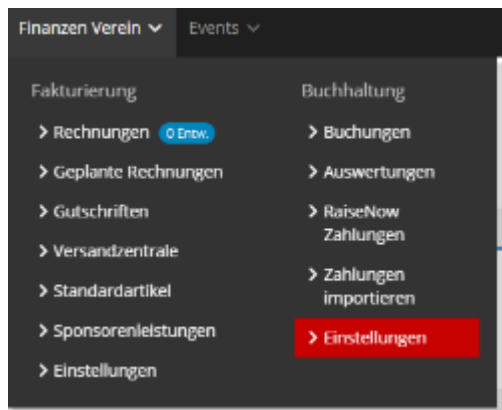 Finanzen Verein
Events
Fakturierung
Rechnungen 0 Entw.
Geplante Rechnungen
Gutschriften
Versandzentrale
Standardartikel
Sponsorenleistungen
Einstellungen
Buchhaltung
Buchungen
Auswertungen
RaiseNow
Zahlungen
Zahlungen
importieren
Einstellungen